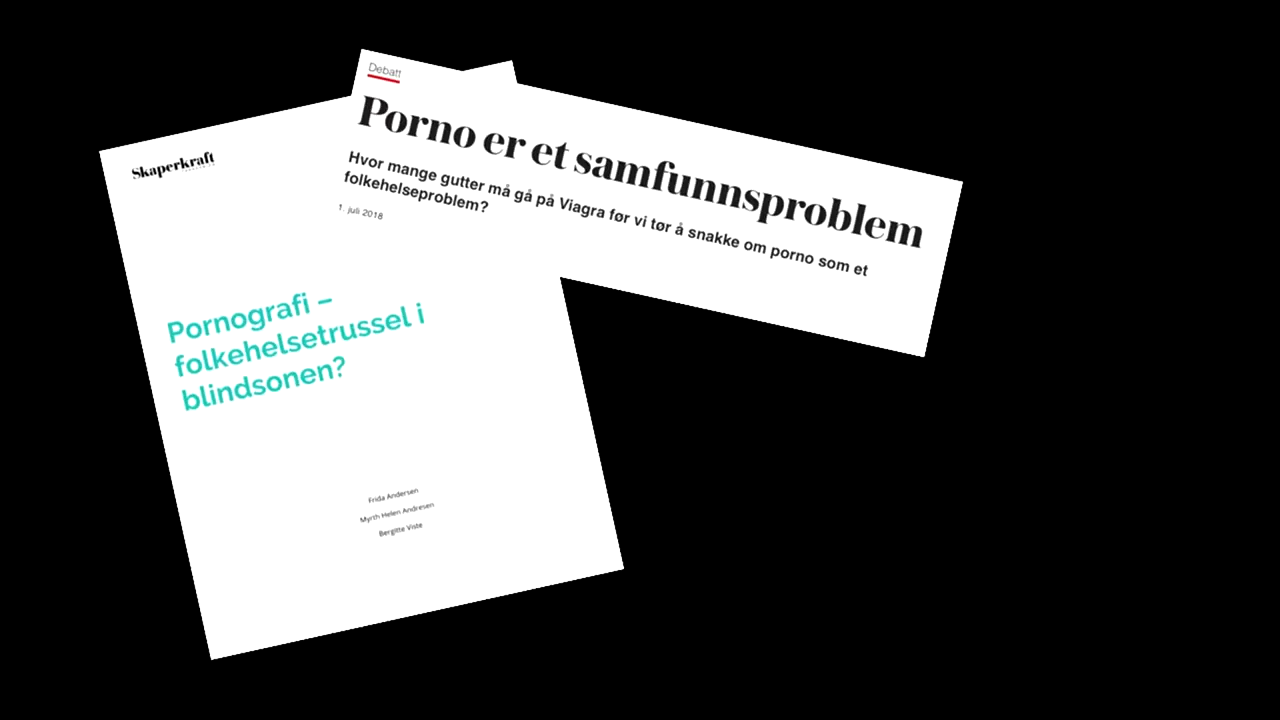 Debatt
Porno er et samfunnsproblem
Hvor mange gutter må gå på Viagra før vi tør å snakke om porno som et
folkehelseproblem?
1. juli 2018
Skaperkraft
Pornografi –
folkehelsetrussel i
blindsonen?
Frida Andersen
Myrth Helen Andresen
Bergitte Viste